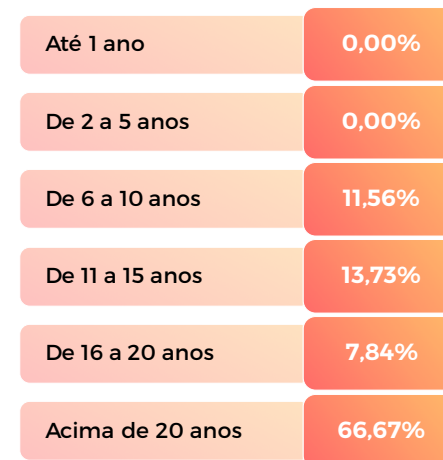 Até 1 ano 0,00%
De 2 a 5 anos 0,00%
De 6 a 10 anos 11,56%
De 11 a 15 anos 13,73%
De 16 a 20 anos 7,84%
Acima de 20 anos 66,67%